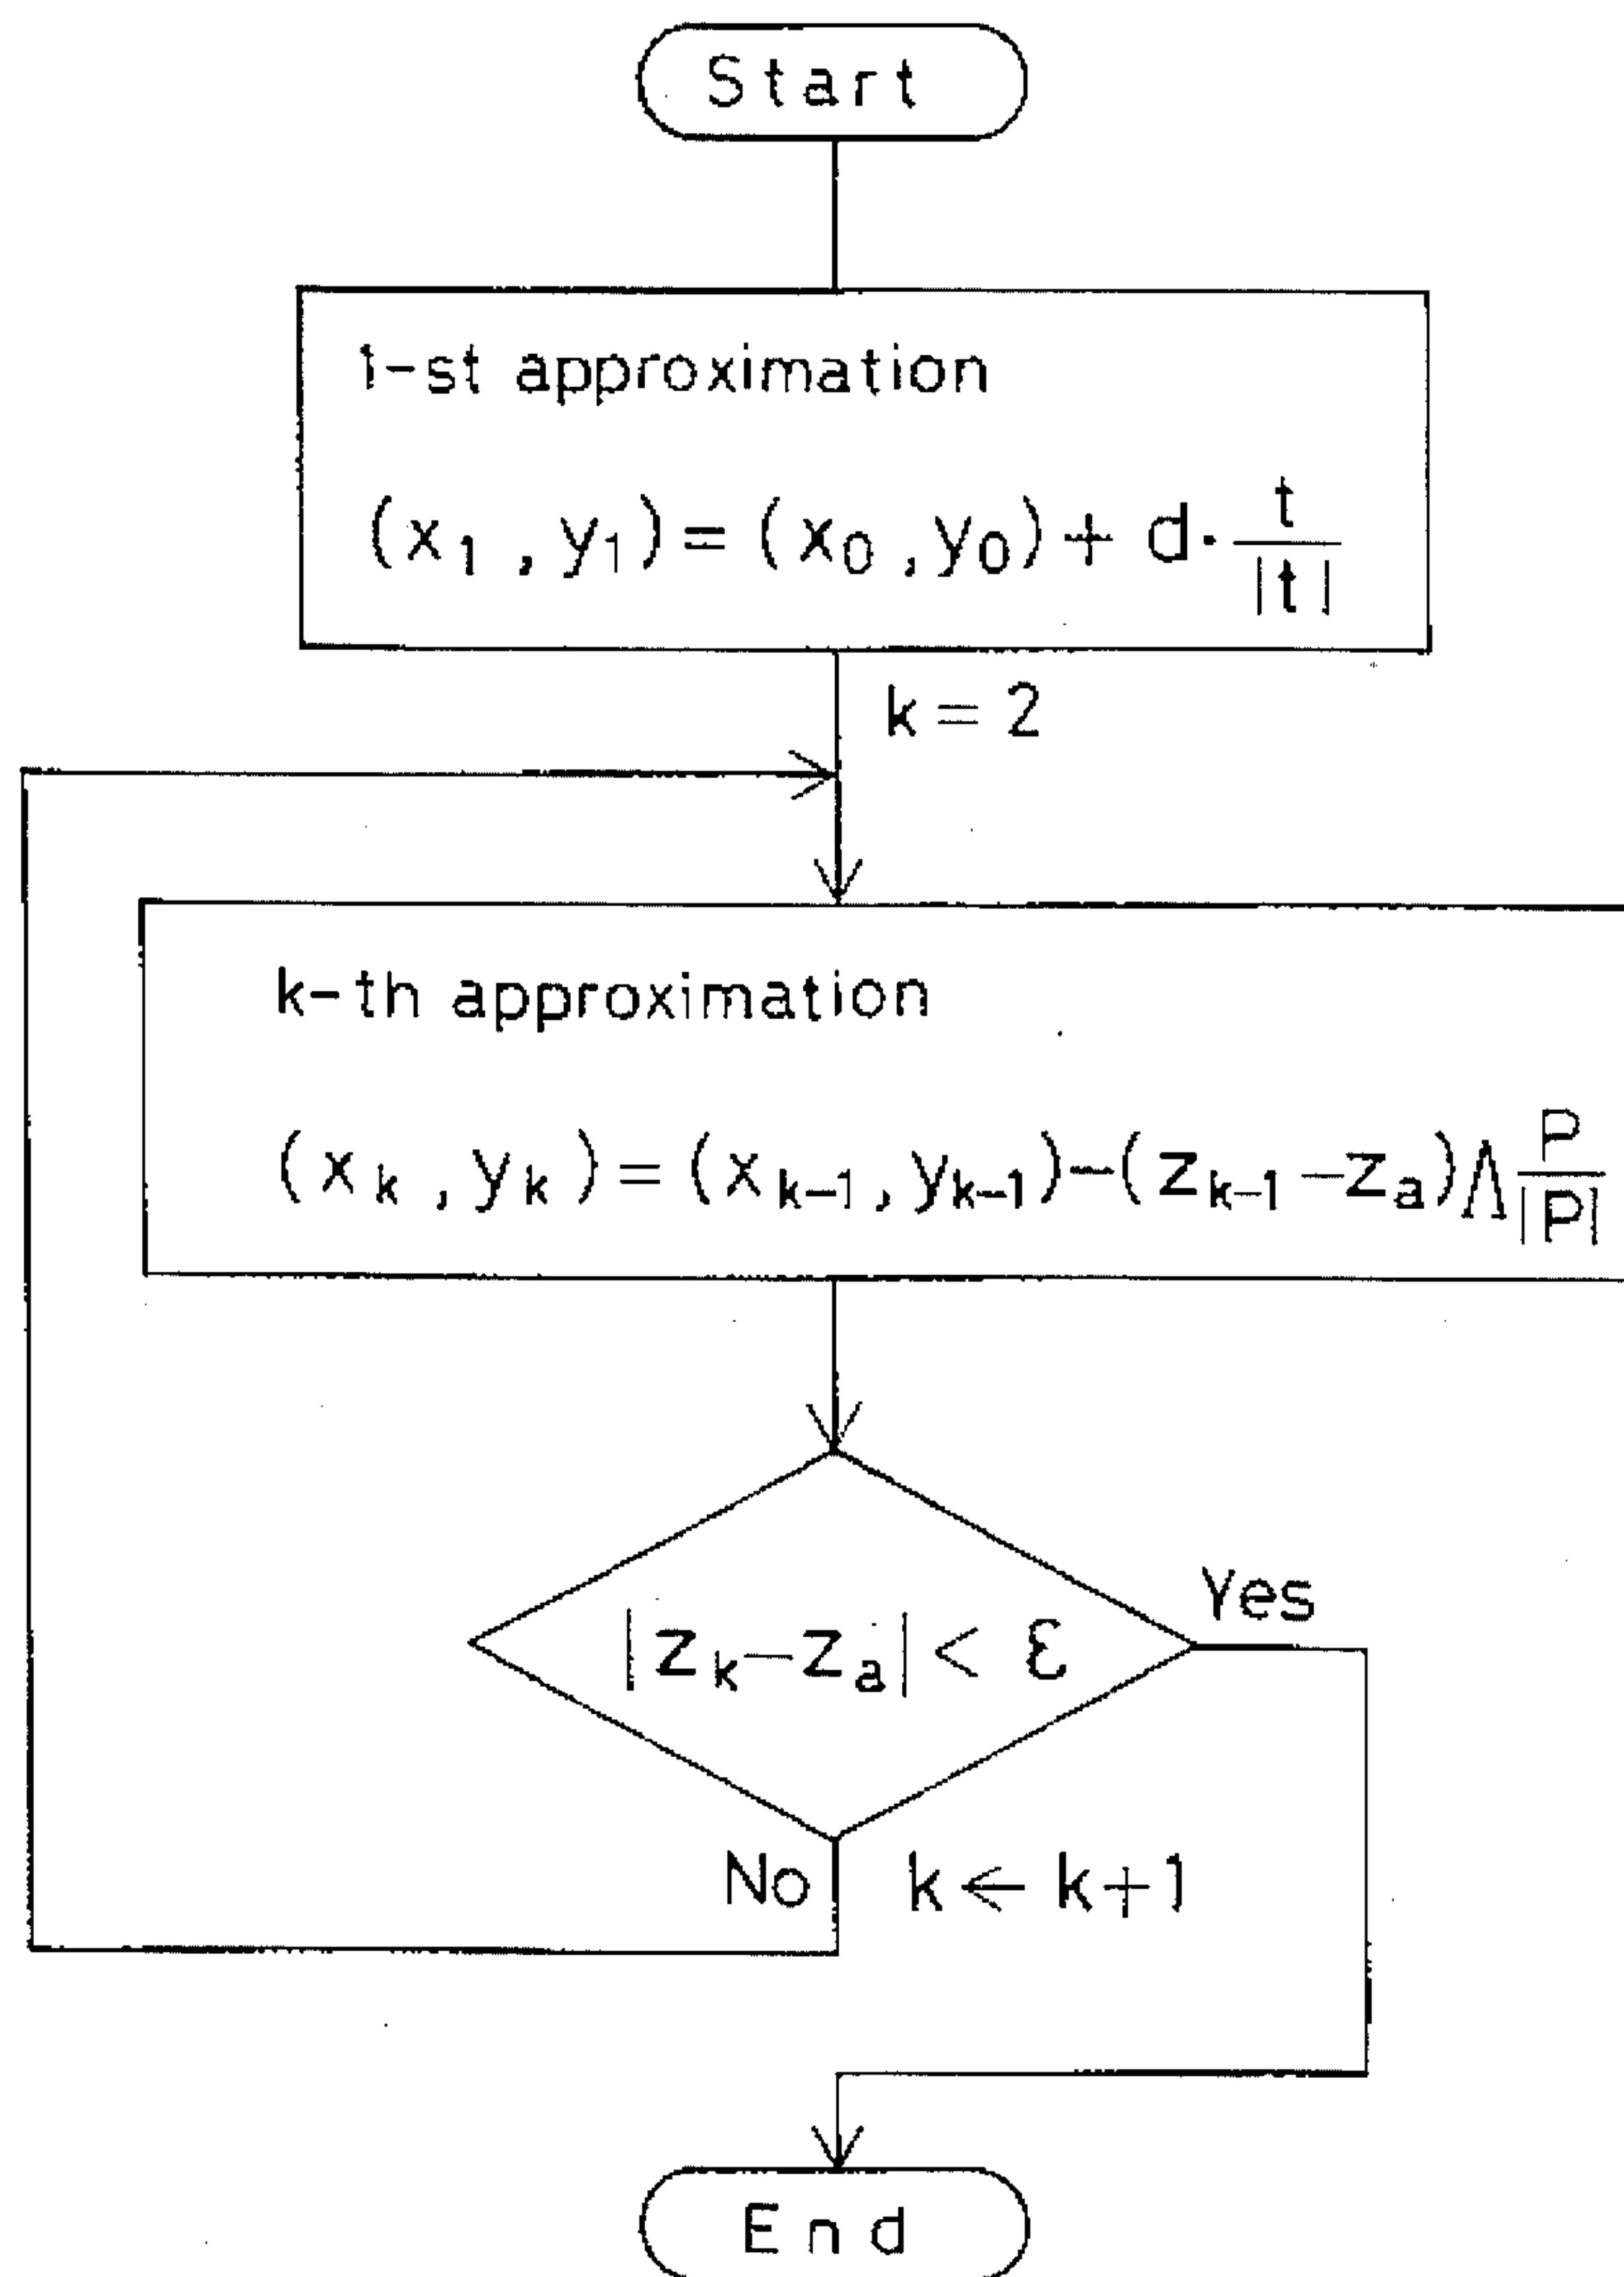 Start
1-st approximation
(x₁, y₁) = (x₀, y₀) + d · t/|t|
k = 2
k-th approximation
(xₖ, yₖ) = (xₖ₋₁, yₖ₋₁) − (zₖ₋₁ − zₐ) Λ P/|P|
|zₖ − zₐ| < ε
Yes
No
k ← k+1
End